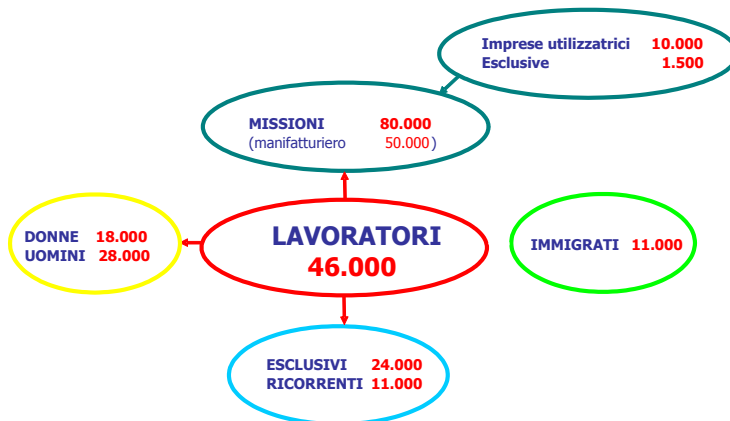 Imprese utilizzatrici 10.000
Esclusive 1.500
MISSIONI 80.000
(manifatturiero 50.000 )
LAVORATORI
46.000
DONNE 18.000
UOMINI 28.000
IMMIGRATI 11.000
ESCLUSIVI 24.000
RICORRENTI 11.000